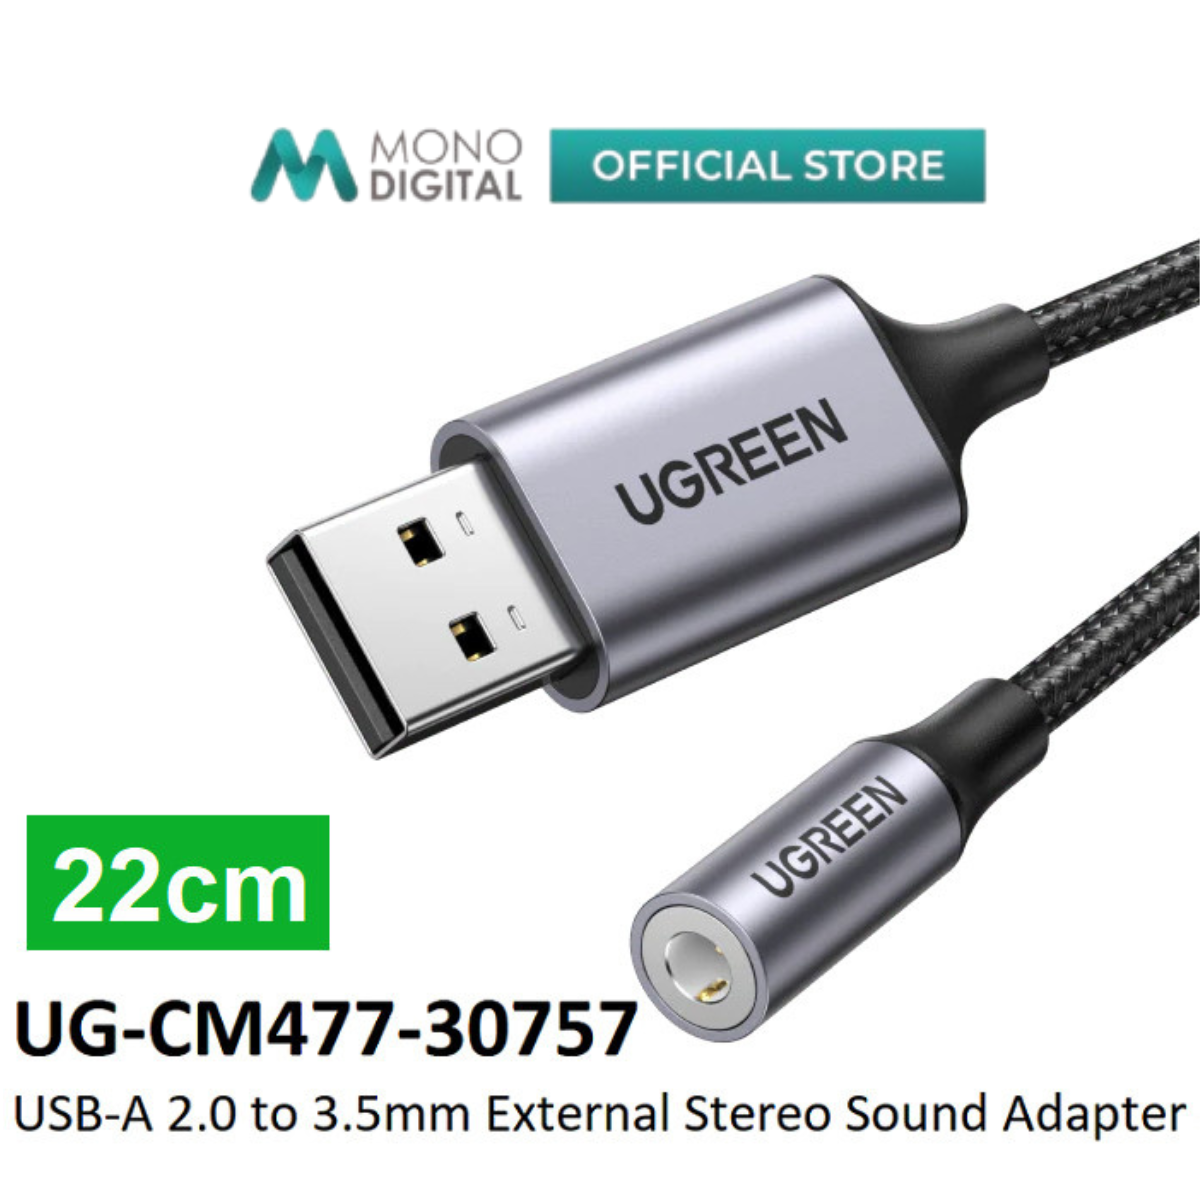 MONO
DIGITAL
OFFICIAL STORE
UGREEN
UGREEN
22cm
UG-CM477-30757
USB-A 2.0 to 3.5mm External Stereo Sound Adapter